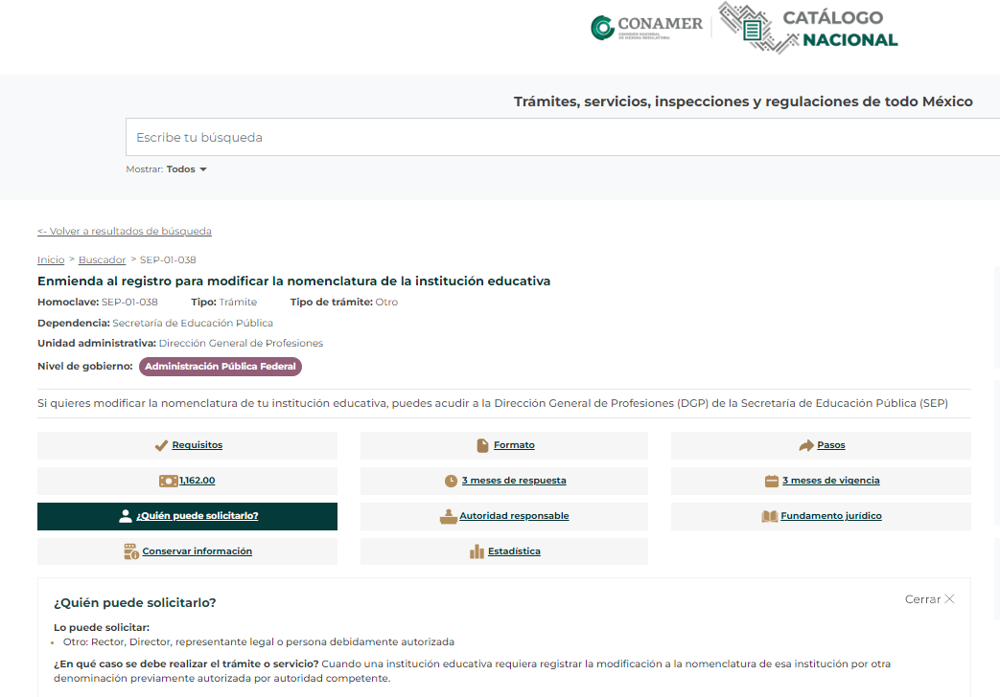 CONAMER
COMISIÓN NACIONAL
DE MEJORA REGULATORIA
CATÁLOGO
NACIONAL
Trámites, servicios, inspecciones y regulaciones de todo México
Escribe tu búsqueda
Mostrar: Todos
<- Volver a resultados de búsqueda
Inicio > Buscador > SEP-01-038
Enmienda al registro para modificar la nomenclatura de la institución educativa
Homoclave: SEP-01-038 Tipo: Trámite Tipo de trámite: Otro
Dependencia: Secretaría de Educación Pública
Unidad administrativa: Dirección General de Profesiones
Nivel de gobierno: Administración Pública Federal
Si quieres modificar la nomenclatura de tu institución educativa, puedes acudir a la Dirección General de Profesiones (DGP) de la Secretaría de Educación Pública (SEP)
Requisitos Formato Pasos
1,162.00 3 meses de respuesta 3 meses de vigencia
¿Quién puede solicitarlo? Autoridad responsable Fundamento jurídico
Conservar información Estadística
¿Quién puede solicitarlo? Cerrar
Lo puede solicitar:
• Otro: Rector, Director, representante legal o persona debidamente autorizada
¿En qué caso se debe realizar el trámite o servicio? Cuando una institución educativa requiera registrar la modificación a la nomenclatura de esa institución por otra
denominación previamente autorizada por autoridad competente.